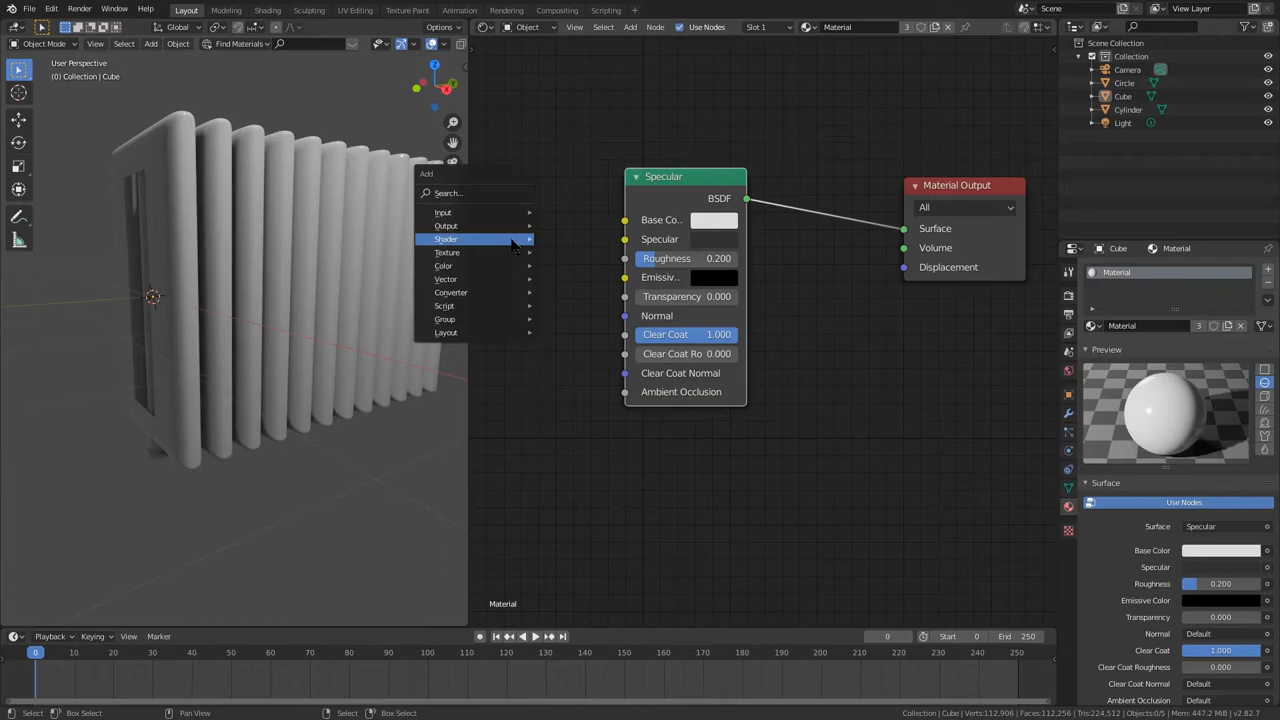 File Edit Render Window Help Layout Modeling Shading Sculpting UV Editing Texture Paint Animation Rendering Compositing Scripting + Scene View Layer
Global Options
Object Mode View Select Add Object Find Materials
Object View Select Add Node Use Nodes Slot 1 Material 3
User Perspective
(0) Collection | Cube
Add
Search...
Input
Output
Shader
Texture
Color
Vector
Converter
Script
Group
Layout
Specular
BSDF
Base Co..
Specular
Roughness 0.200
Emissiv..
Transparency 0.000
Normal
Clear Coat 1.000
Clear Coat Ro 0.000
Clear Coat Normal
Ambient Occlusion
Material Output
All
Surface
Volume
Displacement
Material
Scene Collection
Collection
Camera
Circle
Cube
Cylinder
Light
Cube Material
Material
Material 3
Preview
Surface
Use Nodes
Surface Specular
Base Color
Specular
Roughness 0.200
Emissive Color
Transparency 0.000
Normal Default
Clear Coat 1.000
Clear Coat Roughness 0.000
Clear Coat Normal Default
Ambient Occlusion Default
Playback Keying View Marker 0 Start 0 End 250
0 10 20 30 40 50 60 70 80 90 100 110 120 130 140 150 160 170 180 190 200 210 220 230 240 250
Select Box Select Pan View Select Box Select Collection | Cube | Verts:112,906 | Faces:112,256 | Tris:224,512 | Objects:0/5 | Mem: 447.2 MiB | v2.82.7